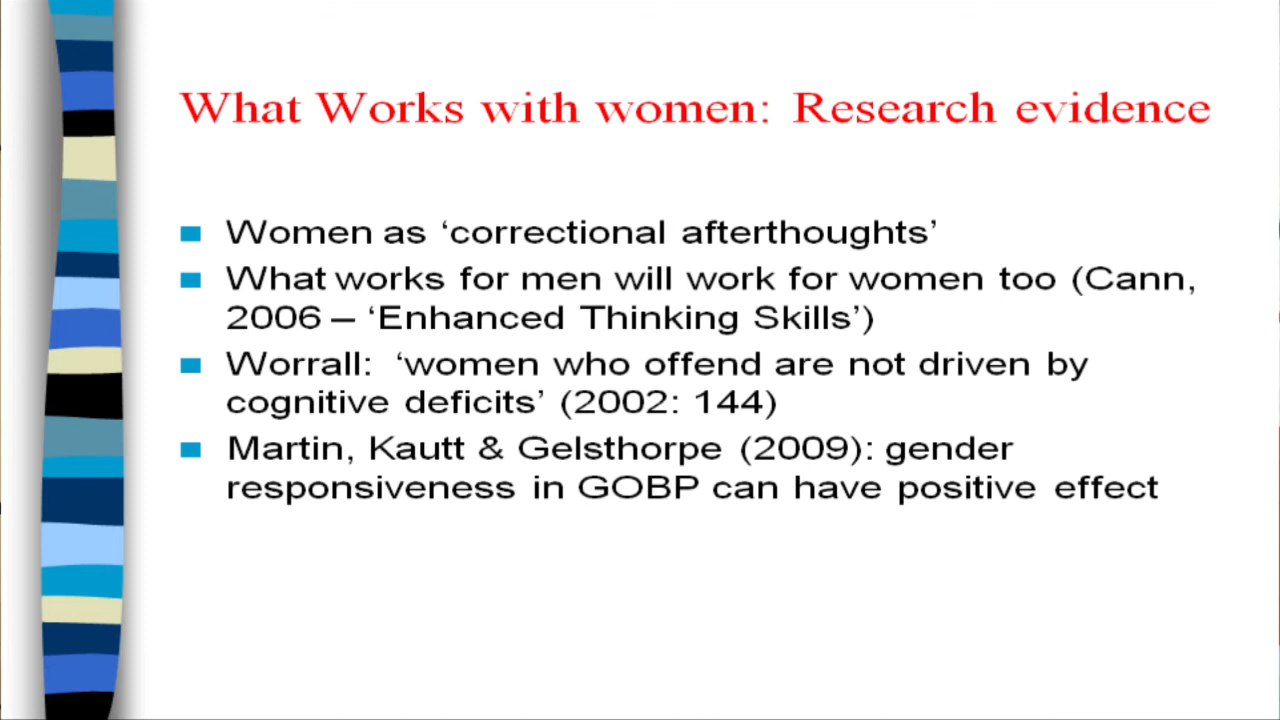 What Works with women: Research evidence
Women as ‘correctional afterthoughts’
What works for men will work for women too (Cann,
2006 – ‘Enhanced Thinking Skills’)
Worrall: ‘women who offend are not driven by
cognitive deficits’ (2002: 144)
Martin, Kautt & Gelsthorpe (2009): gender
responsiveness in GOBP can have positive effect